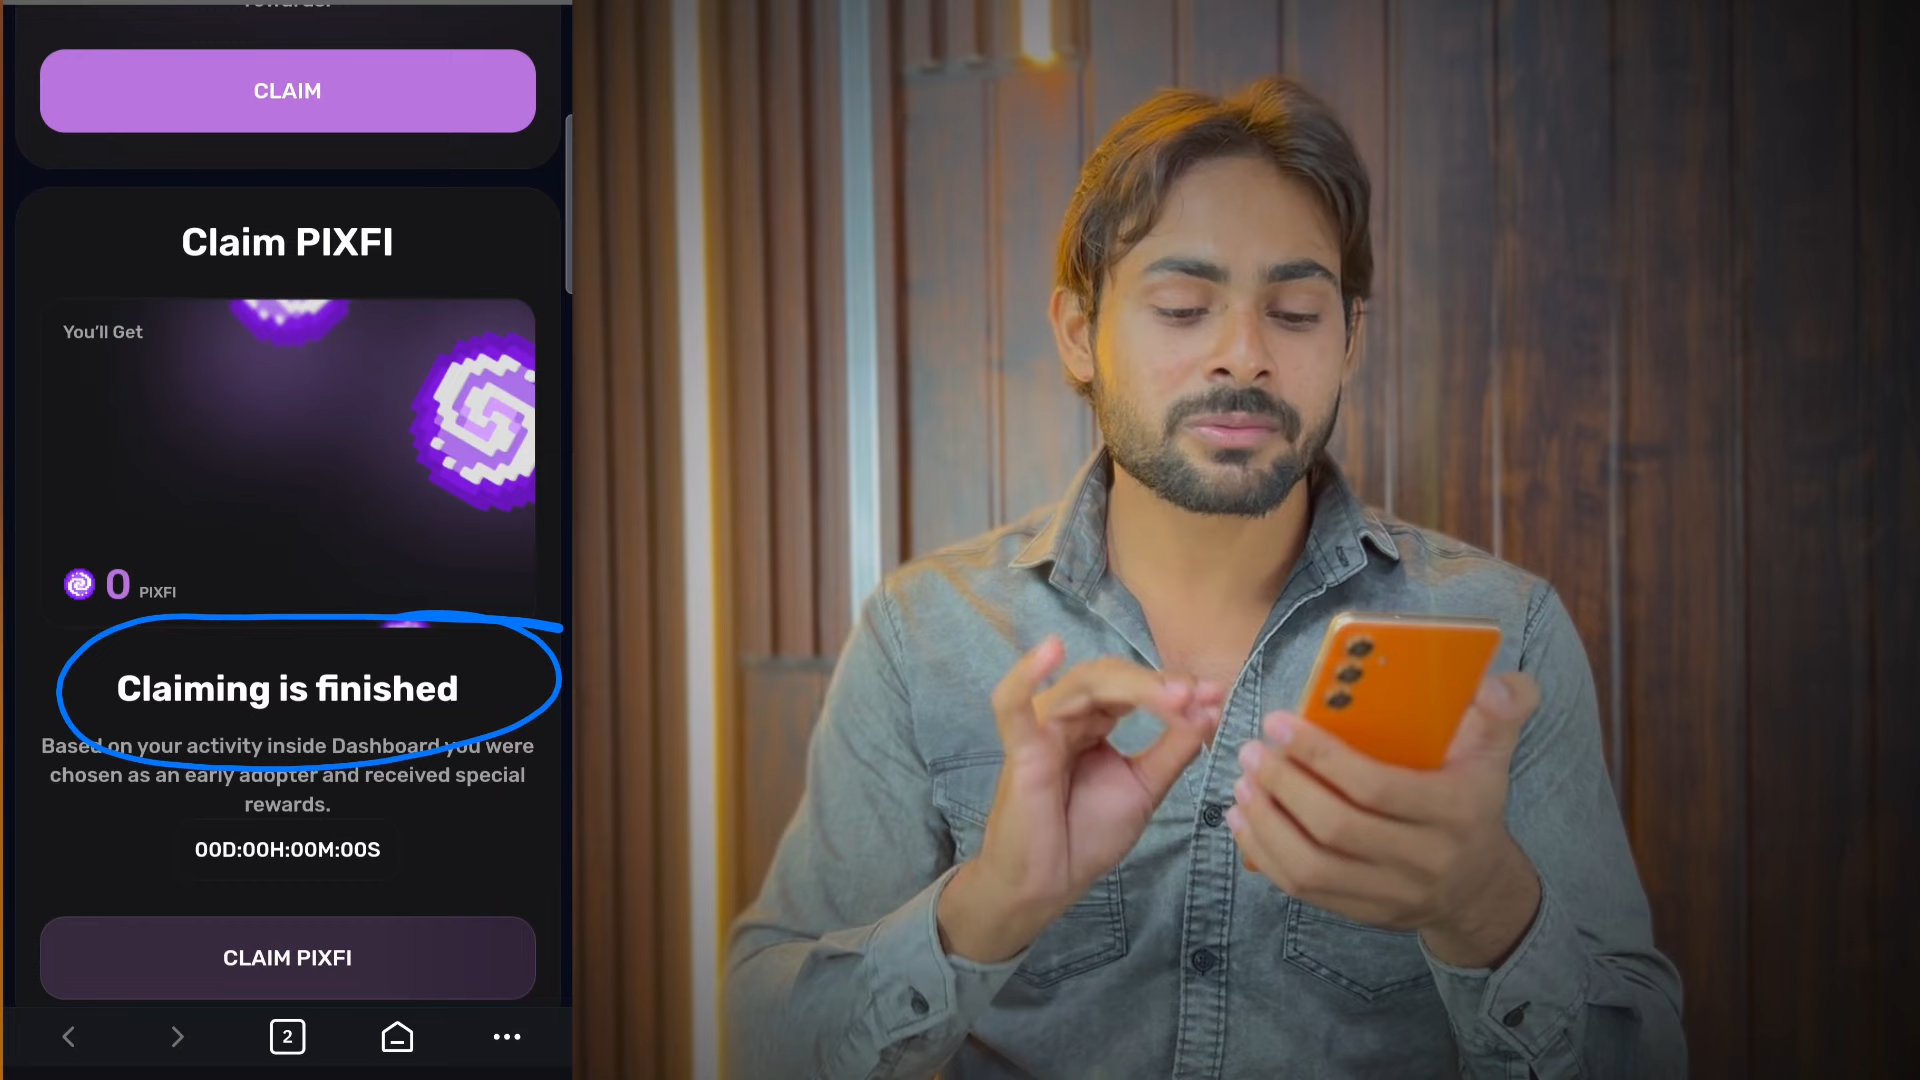 rewards.
CLAIM
Claim PIXFI
You'll Get
0 PIXFI
Claiming is finished
Based on your activity inside Dashboard you were
chosen as an early adopter and received special
rewards.
00D:00H:00M:00S
CLAIM PIXFI
2